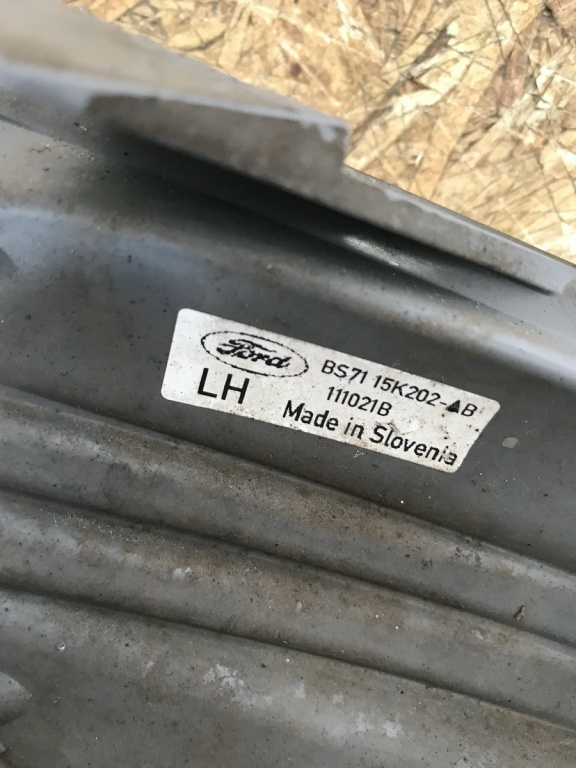 Ford BS71 15K202-AB
LH 111021B
Made in Slovenia